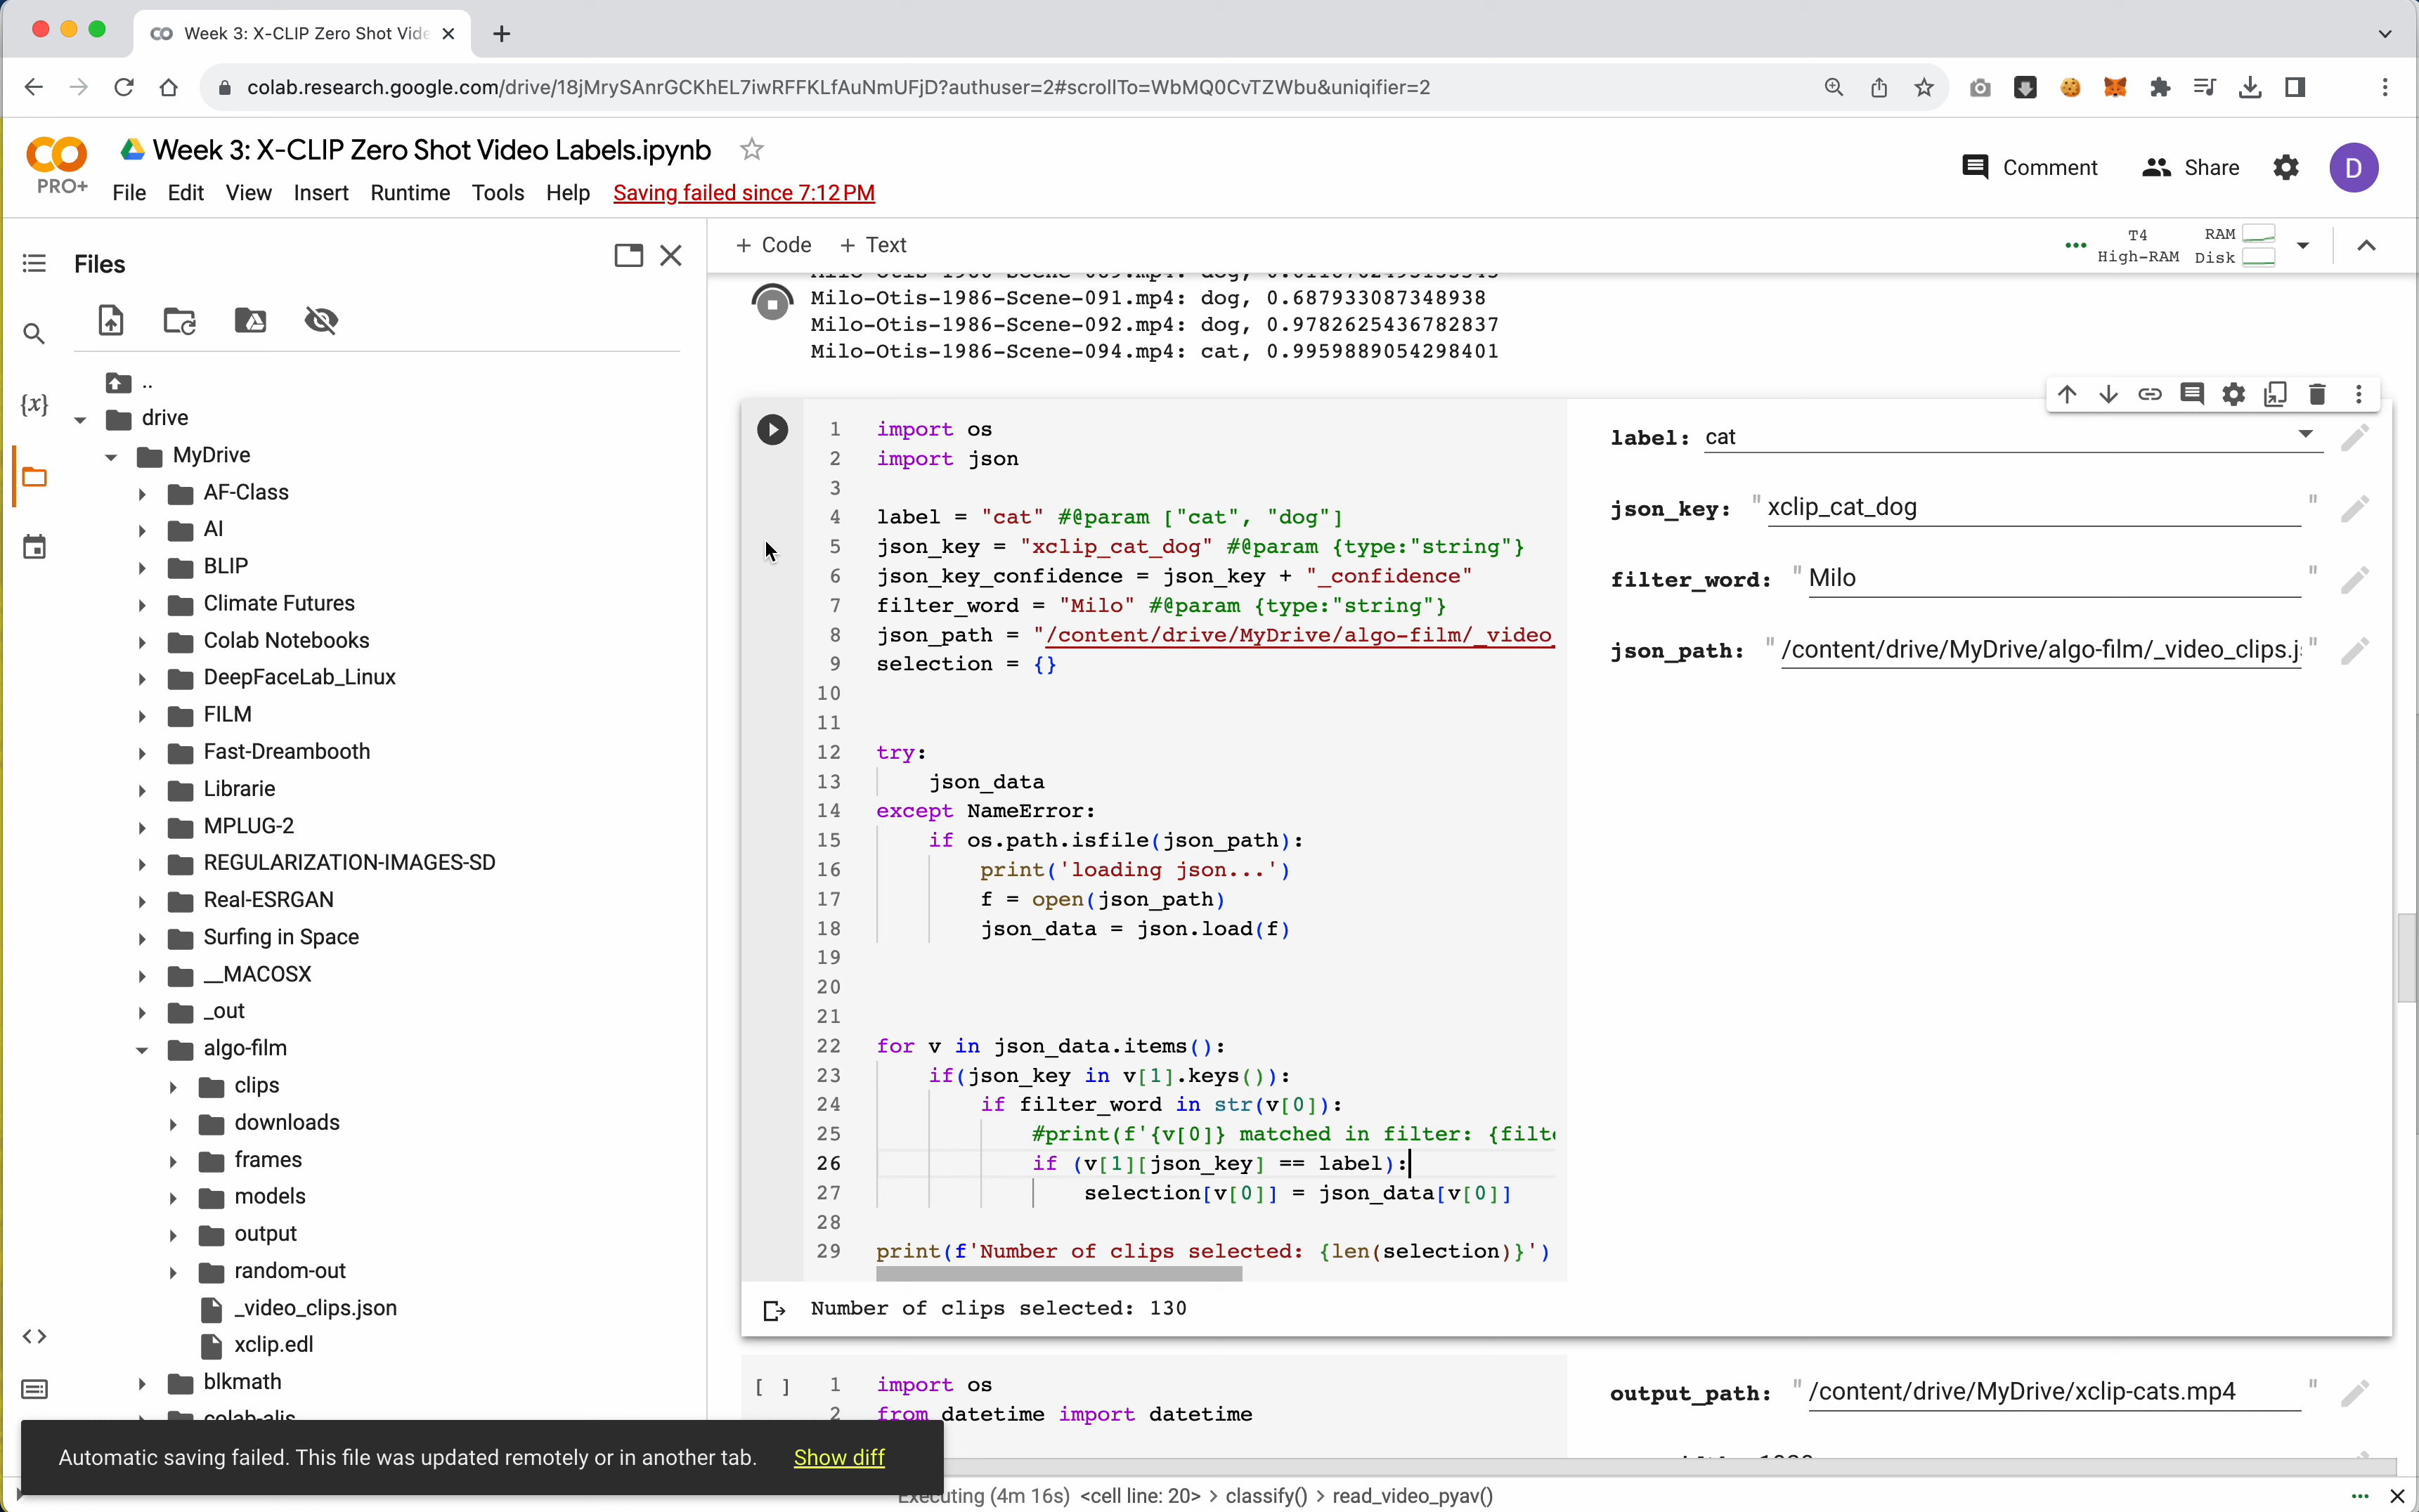 Week 3: X-CLIP Zero Shot Vide
colab.research.google.com/drive/18jMrySAnrGCKhEL7iwRFFKLfAuNmUFjD?authuser=2#scrollTo=WbMQ0CvTZWbu&uniqifier=2
Week 3: X-CLIP Zero Shot Video Labels.ipynb
PRO+
File Edit View Insert Runtime Tools Help Saving failed since 7:12 PM
Comment Share D
Files
+ Code + Text
T4
High-RAM
RAM
Disk
..
drive
MyDrive
AF-Class
AI
BLIP
Climate Futures
Colab Notebooks
DeepFaceLab_Linux
FILM
Fast-Dreambooth
Librarie
MPLUG-2
REGULARIZATION-IMAGES-SD
Real-ESRGAN
Surfing in Space
__MACOSX
_out
algo-film
clips
downloads
frames
models
output
random-out
_video_clips.json
xclip.edl
blkmath
colab-alis
{x}
Milo-Otis-1986-Scene-091.mp4: dog, 0.687933087348938
Milo-Otis-1986-Scene-092.mp4: dog, 0.9782625436782837
Milo-Otis-1986-Scene-094.mp4: cat, 0.9959889054298401
1 import os
2 import json
3
4 label = "cat" #@param ["cat", "dog"]
5 json_key = "xclip_cat_dog" #@param {type:"string"}
6 json_key_confidence = json_key + "_confidence"
7 filter_word = "Milo" #@param {type:"string"}
8 json_path = "/content/drive/MyDrive/algo-film/_video_
9 selection = {}
10
11
12 try:
13 json_data
14 except NameError:
15 if os.path.isfile(json_path):
16 print('loading json...')
17 f = open(json_path)
18 json_data = json.load(f)
19
20
21
22 for v in json_data.items():
23 if(json_key in v[1].keys()):
24 if filter_word in str(v[0]):
25 #print(f'{v[0]} matched in filter: {filte
26 if (v[1][json_key] == label):
27 selection[v[0]] = json_data[v[0]]
28
29 print(f'Number of clips selected: {len(selection)}')
label: cat
json_key: "xclip_cat_dog"
filter_word: "Milo"
json_path: "/content/drive/MyDrive/algo-film/_video_clips.js"
Number of clips selected: 130
[ ] 1 import os
2 from datetime import datetime
output_path: "/content/drive/MyDrive/xclip-cats.mp4"
Automatic saving failed. This file was updated remotely or in another tab. Show diff
Executing (4m 16s) <cell line: 20> > classify() > read_video_pyav()